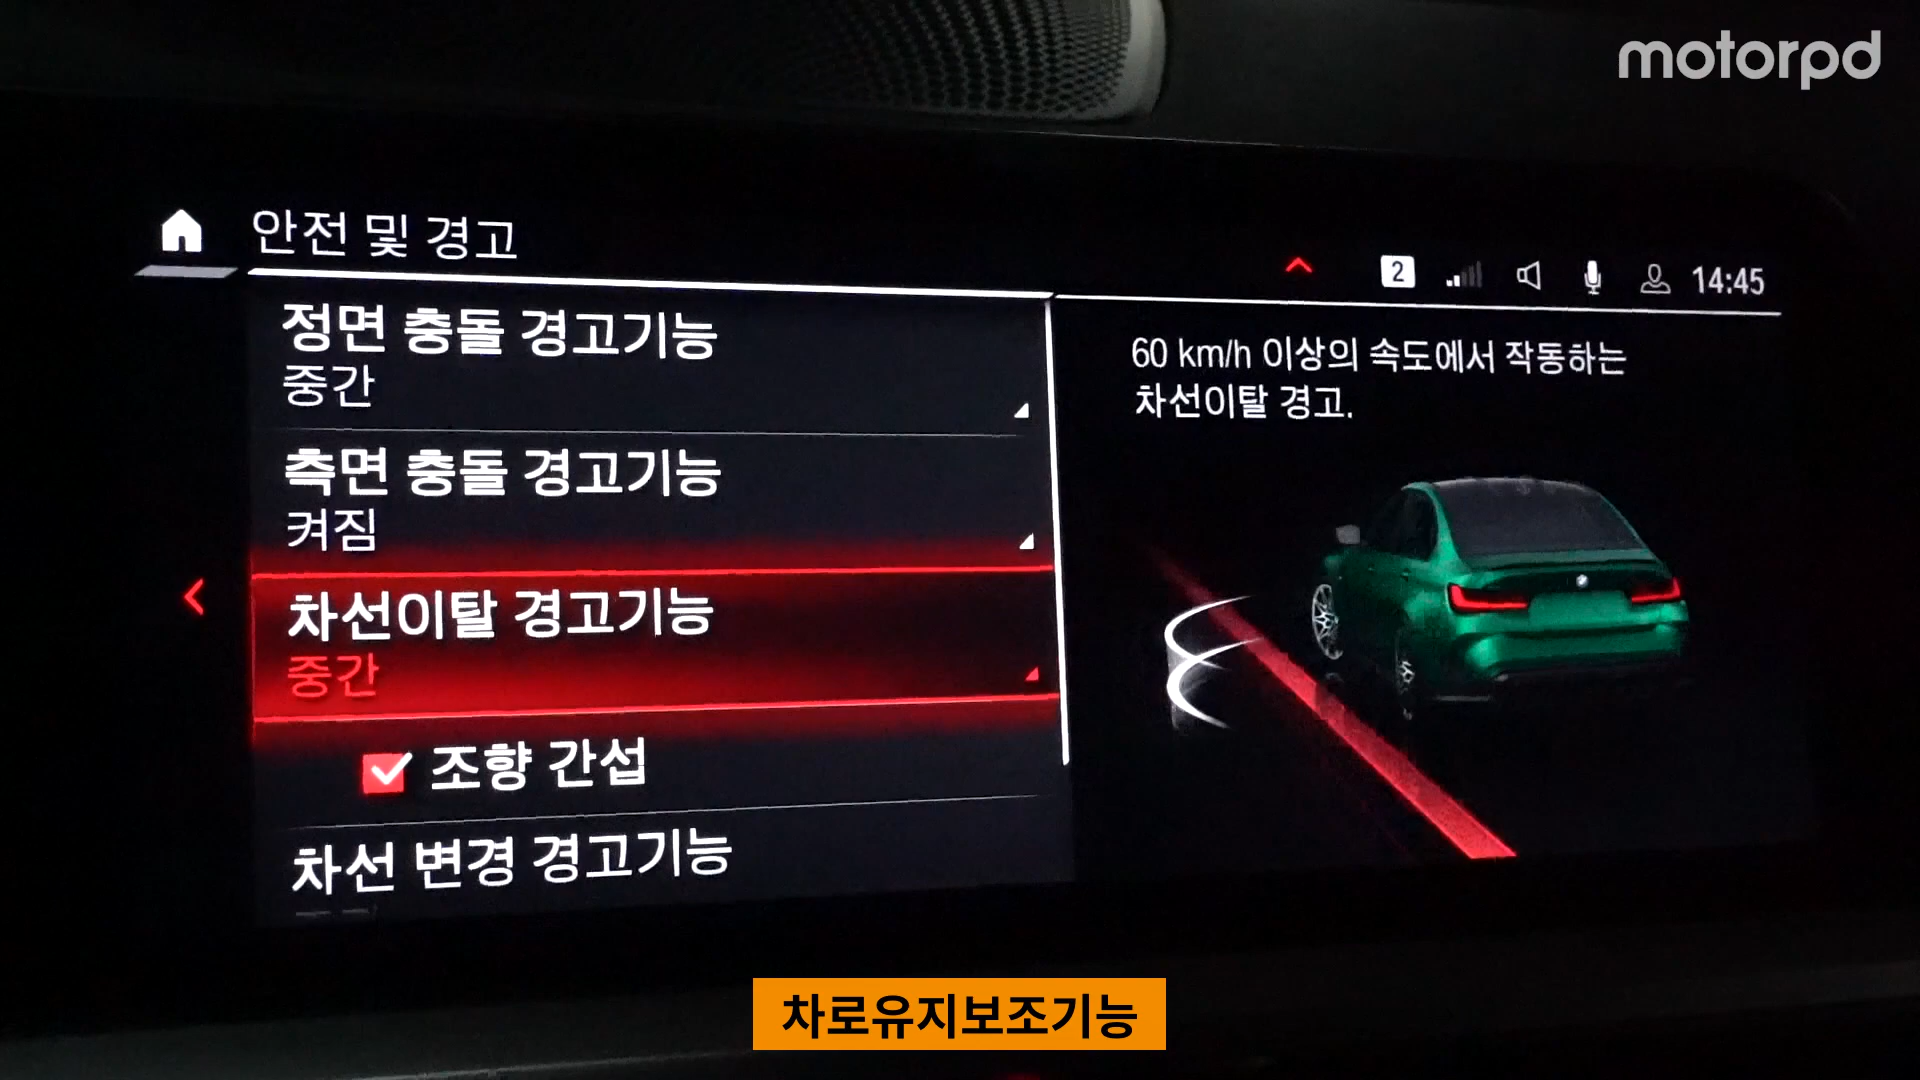 motorpd
안전 및 경고
2
14:45
정면 충돌 경고기능
중간
측면 충돌 경고기능
켜짐
차선이탈 경고기능
중간
조향 간섭
차선 변경 경고기능
60 km/h 이상의 속도에서 작동하는
차선이탈 경고.
차로유지보조기능